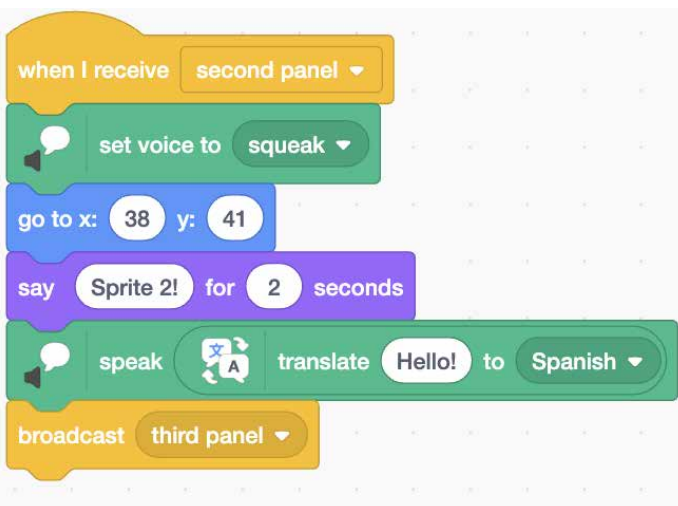 when I receive second panel
set voice to squeak
go to x: 38 y: 41
say Sprite 2! for 2 seconds
speak 文 A translate Hello! to Spanish
broadcast third panel